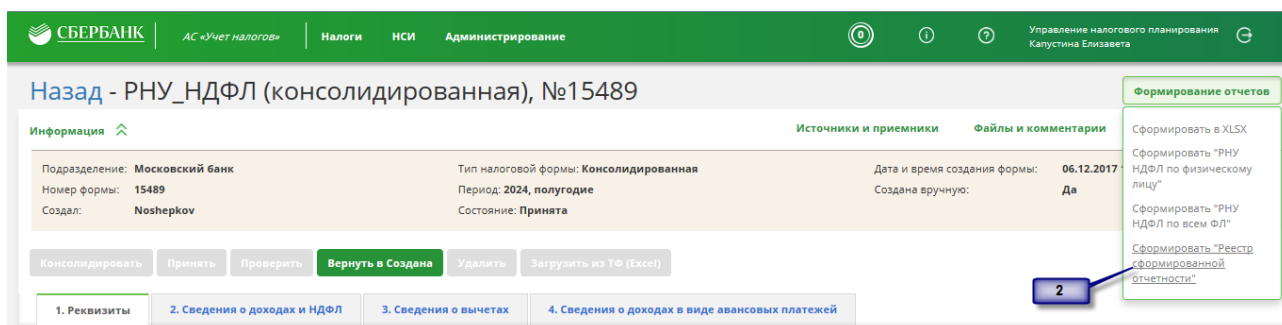 СБЕРБАНК АС «Учет налогов» Налоги НСИ Администрирование 0 Управление налогового планирования
Капустина Елизавета
Назад - РНУ_НДФЛ (консолидированная), №15489
Формирование отчетов
Информация Источники и приемники Файлы и комментарии
Сформировать в XLSX
Сформировать "РНУ
НДФЛ по физическому
лицу"
Сформировать "РНУ
НДФЛ по всем ФЛ"
Сформировать "Реестр
сформированной
отчетности"
Подразделение: Московский банк Тип налоговой формы: Консолидированная Дата и время создания формы: 06.12.2017
Номер формы: 15489 Период: 2024, полугодие Создана вручную: Да
Создал: Noshepkov Состояние: Принята
Консолидировать Принять Проверить Вернуть в Создана Удалить Загрузить из ТФ (Excel)
2
1. Реквизиты 2. Сведения о доходах и НДФЛ 3. Сведения о вычетах 4. Сведения о доходах в виде авансовых платежей